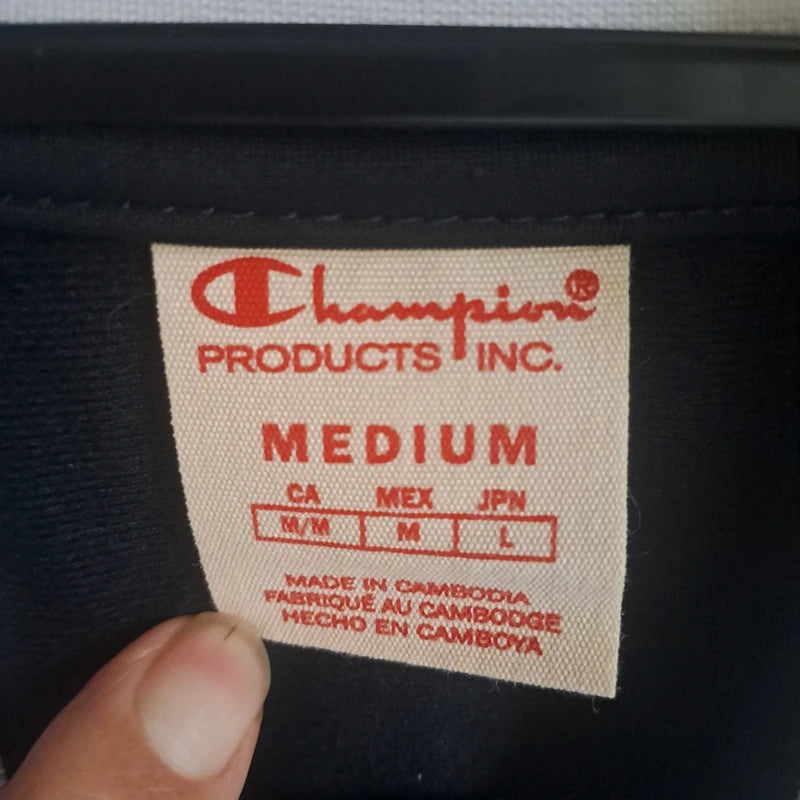 Champion®
PRODUCTS INC.
MEDIUM
CA MEX JPN
M/M M L
MADE IN CAMBODIA
FABRIQUÉ AU CAMBODGE
HECHO EN CAMBOYA